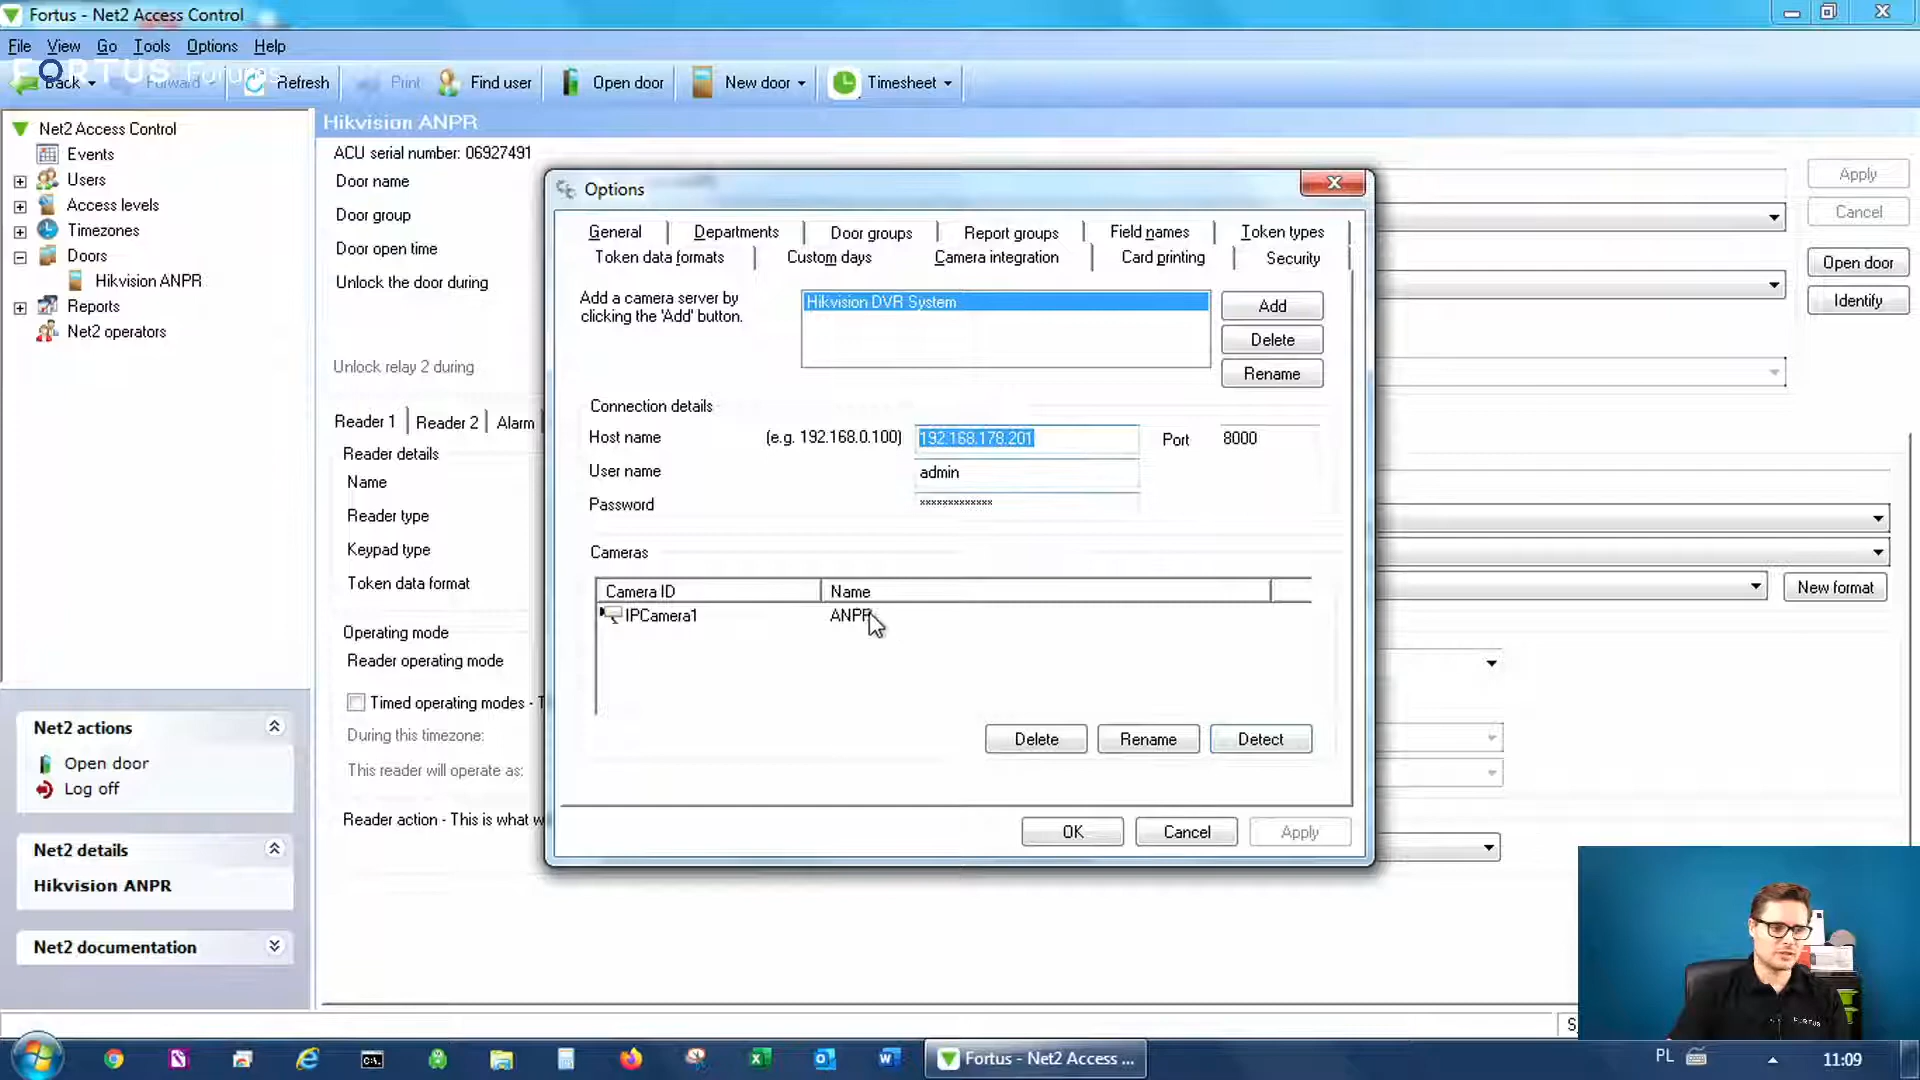 Fortus - Net2 Access Control
File View Go Tools Options Help
FORTUS Forums
Back Forward Refresh Print Find user Open door New door Timesheet
Net2 Access Control
Events
Users
Access levels
Timezones
Doors
Hikvision ANPR
Reports
Net2 operators
Net2 actions
Open door
Log off
Net2 details
Hikvision ANPR
Net2 documentation
Hikvision ANPR
ACU serial number: 06927491
Door name
Door group
Door open time
Unlock the door during
Unlock relay 2 during
Reader 1 Reader 2 Alarm
Reader details
Name
Reader type
Keypad type
Token data format
Operating mode
Reader operating mode
Timed operating modes - T
During this timezone:
This reader will operate as:
Reader action - This is what w
Apply
Cancel
Open door
Identify
New format
Options
General Departments Door groups Report groups Field names Token types
Token data formats Custom days Camera integration Card printing Security
Add a camera server by
clicking the 'Add' button.
Hikvision DVR System
Add
Delete
Rename
Connection details
Host name (e.g. 192.168.0.100) 192.168.178.201 Port 8000
User name admin
Password *************
Cameras
Camera ID Name
IPCamera1 ANPR
Delete Rename Detect
OK Cancel Apply
FORTUS
Fortus - Net2 Access ...
PL
11:09